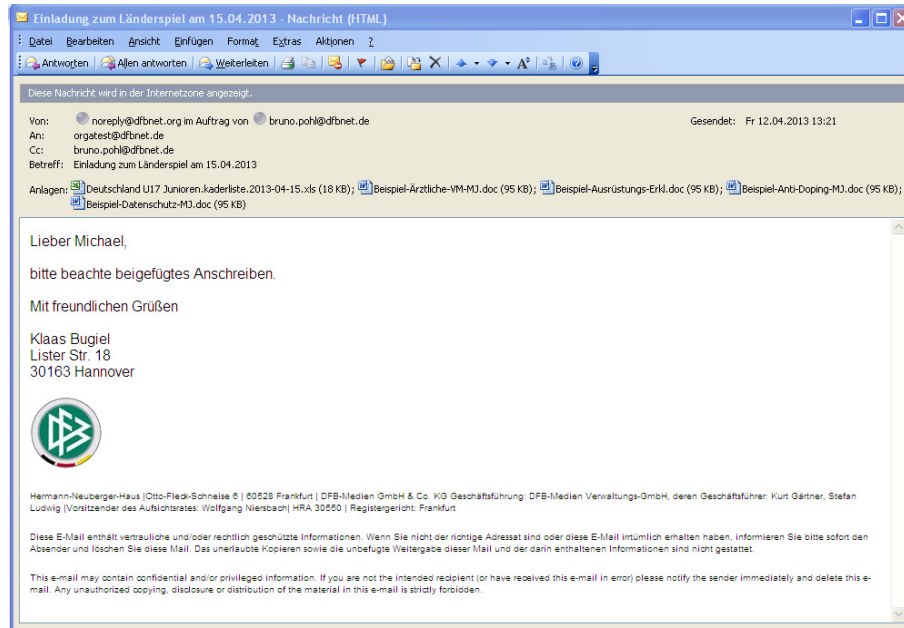 Einladung zum Länderspiel am 15.04.2013 - Nachricht (HTML)
Datei Bearbeiten Ansicht Einfügen Format Extras Aktionen ?
Antworten Allen antworten Weiterleiten
Diese Nachricht wird in der Internetzone angezeigt.
Von: noreply@dfbnet.org im Auftrag von bruno.pohl@dfbnet.de Gesendet: Fr 12.04.2013 13:21
An: orgatest@dfbnet.de
Cc: bruno.pohl@dfbnet.de
Betreff: Einladung zum Länderspiel am 15.04.2013
Anlagen: Deutschland U17 Junioren.kaderliste.2013-04-15.xls (18 KB); Beispiel-Ärztliche-VM-MJ.doc (95 KB); Beispiel-Ausrüstungs-Erkl.doc (95 KB); Beispiel-Anti-Doping-MJ.doc (95 KB);
Beispiel-Datenschutz-MJ.doc (95 KB)
Lieber Michael,
bitte beachte beigefügtes Anschreiben.
Mit freundlichen Grüßen
Klaas Bugiel
Lister Str. 18
30163 Hannover
DFB
Hermann-Neuberger-Haus |Otto-Fleck-Schneise 6 | 60528 Frankfurt | DFB-Medien GmbH & Co. KG Geschäftsführung: DFB-Medien Verwaltungs-GmbH, deren Geschäftsführer: Kurt Gärtner, Stefan
Ludwig |Vorsitzender des Aufsichtsrates: Wolfgang Niersbach| HRA 30550 | Registergericht: Frankfurt
Diese E-Mail enthält vertrauliche und/oder rechtlich geschützte Informationen. Wenn Sie nicht der richtige Adressat sind oder diese E-Mail irrtümlich erhalten haben, informieren Sie bitte sofort den
Absender und löschen Sie diese Mail. Das unerlaubte Kopieren sowie die unbefugte Weitergabe dieser Mail und der darin enthaltenen Informationen sind nicht gestattet.
This e-mail may contain confidential and/or privileged information. If you are not the intended recipient (or have received this e-mail in error) please notify the sender immediately and delete this e-
mail. Any unauthorized copying, disclosure or distribution of the material in this e-mail is strictly forbidden.